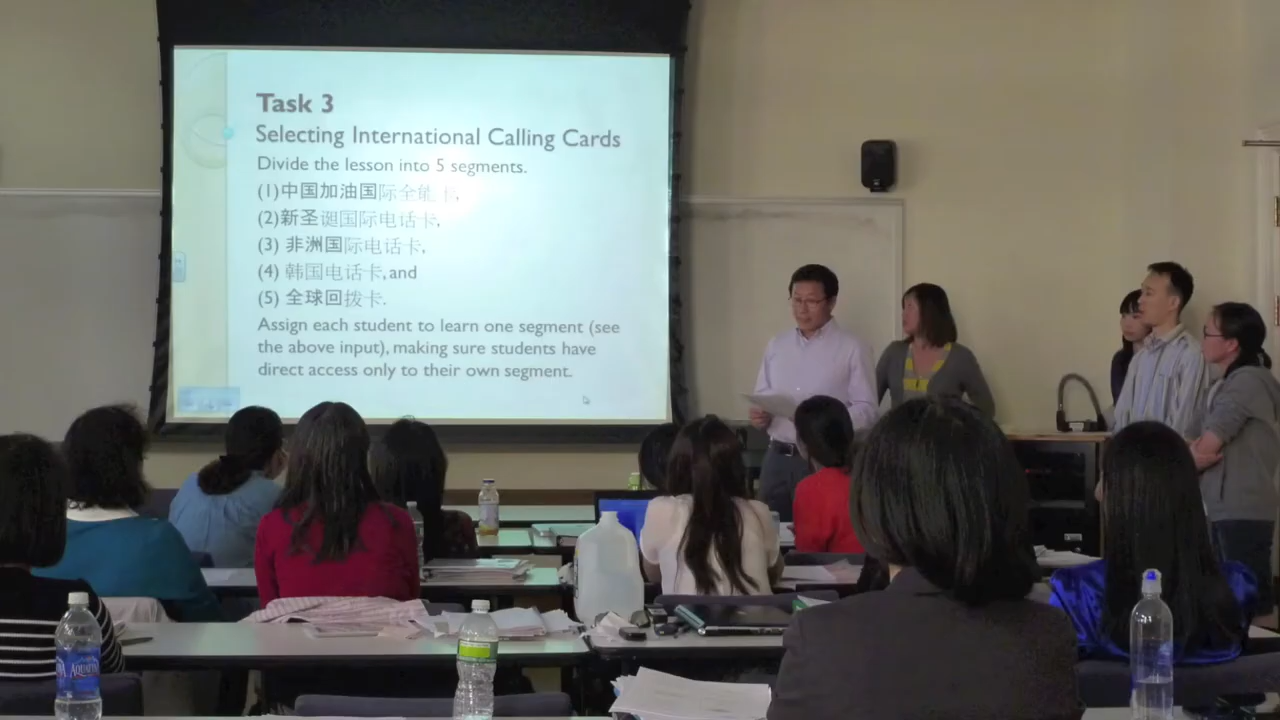 Task 3
Selecting International Calling Cards
Divide the lesson into 5 segments.
(1)中国加油国际全能卡,
(2)新圣诞国际电话卡,
(3) 非洲国际电话卡,
(4) 韩国电话卡, and
(5) 全球回拨卡.
Assign each student to learn one segment (see
the above input), making sure students have
direct access only to their own segment.
AQUAFINA